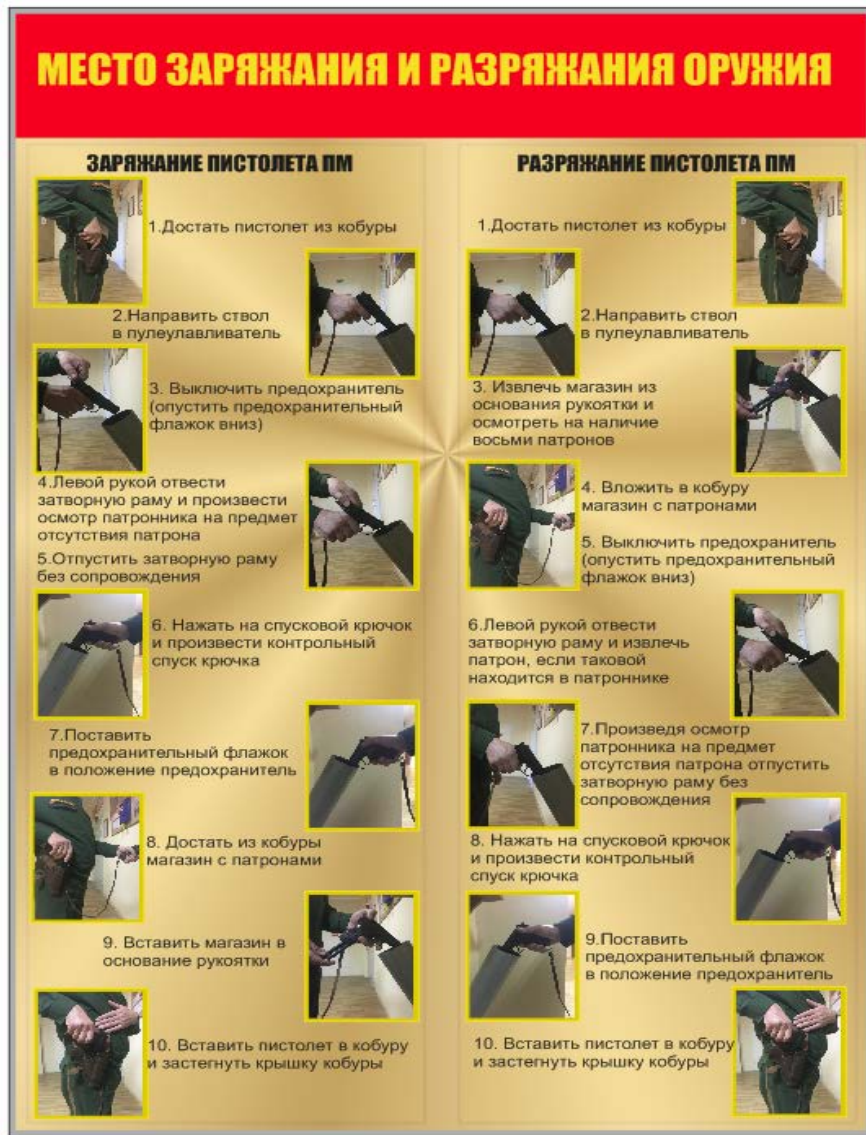 МЕСТО ЗАРЯЖАНИЯ И РАЗРЯЖАНИЯ ОРУЖИЯ
ЗАРЯЖАНИЕ ПИСТОЛЕТА ПМ
1.Достать пистолет из кобуры
2.Направить ствол
в пулеулавливатель
3. Выключить предохранитель
(опустить предохранительный
флажок вниз)
4.Левой рукой отвести
затворную раму и произвести
осмотр патронника на предмет
отсутствия патрона
5.Отпустить затворную раму
без сопровождения
6. Нажать на спусковой крючок
и произвести контрольный
спуск крючка
7.Поставить
предохранительный флажок
в положение предохранитель
8. Достать из кобуры
магазин с патронами
9. Вставить магазин в
основание рукоятки
10. Вставить пистолет в кобуру
и застегнуть крышку кобуры
РАЗРЯЖАНИЕ ПИСТОЛЕТА ПМ
1.Достать пистолет из кобуры
2.Направить ствол
в пулеулавливатель
3. Извлечь магазин из
основания рукоятки и
осмотреть на наличие
восьми патронов
4. Вложить в кобуру
магазин с патронами
5. Выключить предохранитель
(опустить предохранительный
флажок вниз)
6.Левой рукой отвести
затворную раму и извлечь
патрон, если таковой
находится в патроннике
7.Произведя осмотр
патронника на предмет
отсутствия патрона отпустить
затворную раму без
сопровождения
8. Нажать на спусковой крючок
и произвести контрольный
спуск крючка
9.Поставить
предохранительный флажок
в положение предохранитель
10. Вставить пистолет в кобуру
и застегнуть крышку кобуры